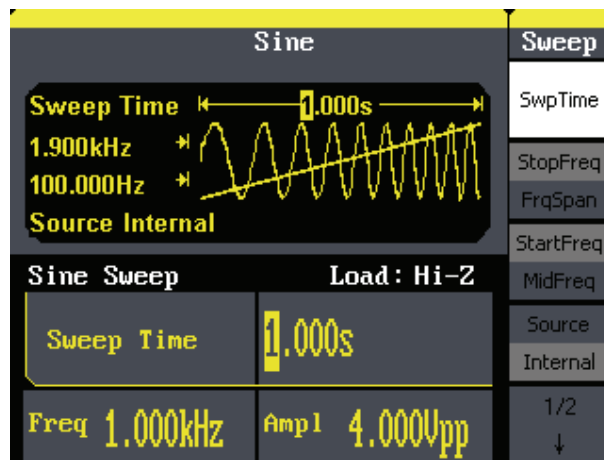 Sine
Sweep Time 1.000s
1.900kHz
100.000Hz
Source Internal
Sine Sweep Load: Hi-Z
Sweep Time 1.000s
Freq 1.000kHz Ampl 4.000Vpp
Sweep
SwpTime
StopFreq
FrqSpan
StartFreq
MidFreq
Source
Internal
1/2
↓